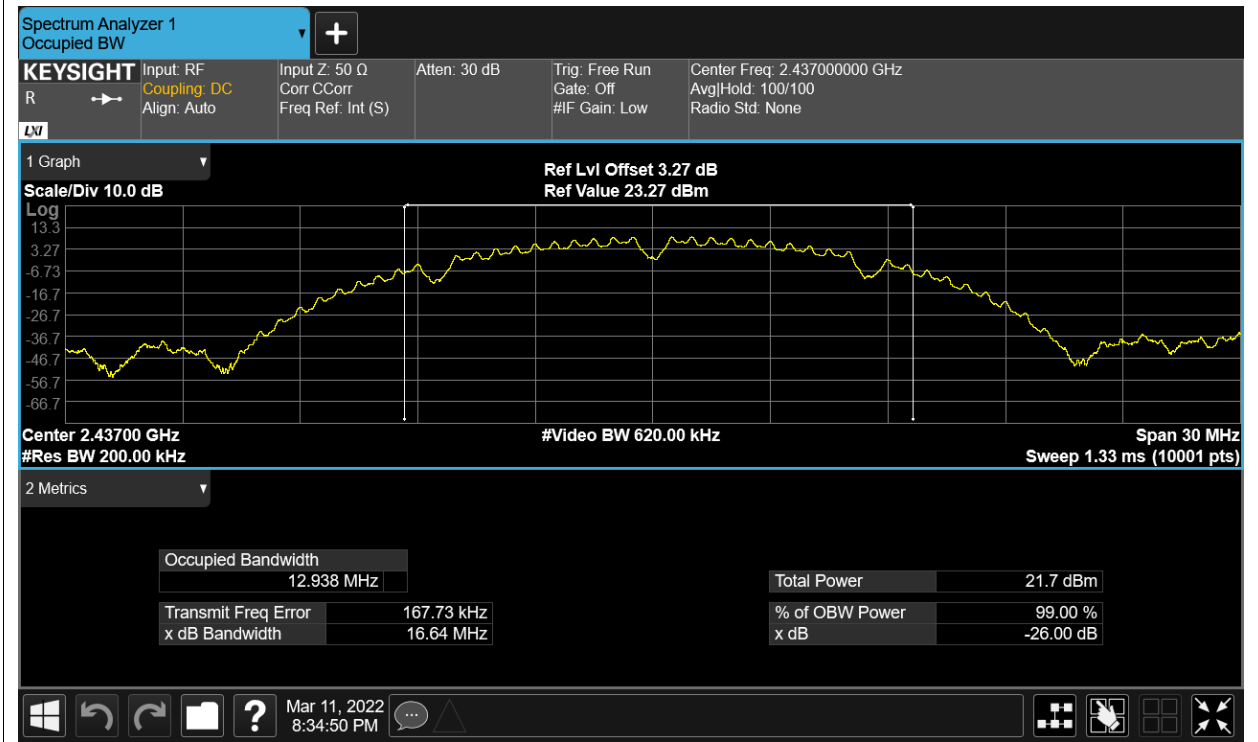 Spectrum Analyzer 1
Occupied BW
KEYSIGHT
R
LXI
Input: RF
Coupling: DC
Align: Auto
Input Z: 50 Ω
Corr CCorr
Freq Ref: Int (S)
Atten: 30 dB
Trig: Free Run
Gate: Off
#IF Gain: Low
Center Freq: 2.437000000 GHz
Avg|Hold: 100/100
Radio Std: None
1 Graph
Scale/Div 10.0 dB
Ref Lvl Offset 3.27 dB
Ref Value 23.27 dBm
Log
13.3
3.27
-6.73
-16.7
-26.7
-36.7
-46.7
-56.7
-66.7
Center 2.43700 GHz
#Video BW 620.00 kHz
Span 30 MHz
#Res BW 200.00 kHz
Sweep 1.33 ms (10001 pts)
2 Metrics
Occupied Bandwidth
12.938 MHz
Total Power 21.7 dBm
Transmit Freq Error 167.73 kHz
% of OBW Power 99.00 %
x dB Bandwidth 16.64 MHz
x dB -26.00 dB
?
Mar 11, 2022
8:34:50 PM